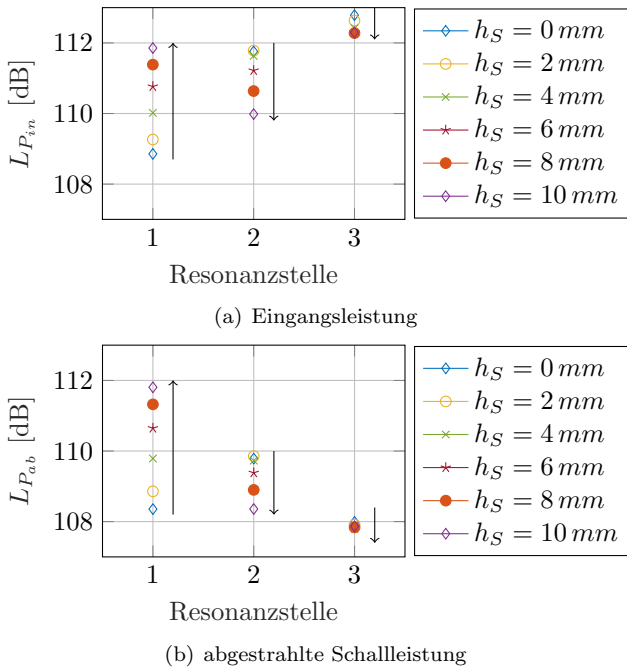 112
110
108
L_{P_{in}} [dB]
1 2 3
Resonanzstelle
h_S = 0 mm
h_S = 2 mm
h_S = 4 mm
h_S = 6 mm
h_S = 8 mm
h_S = 10 mm
(a) Eingangsleistung
112
110
108
L_{P_{ab}} [dB]
1 2 3
Resonanzstelle
h_S = 0 mm
h_S = 2 mm
h_S = 4 mm
h_S = 6 mm
h_S = 8 mm
h_S = 10 mm
(b) abgestrahlte Schallleistung